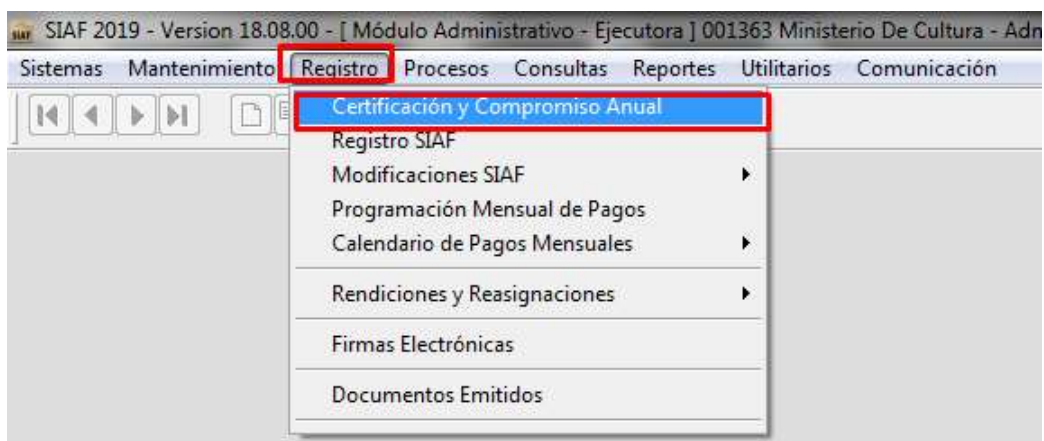 SIAF 2019 - Version 18.08.00 - [ Módulo Administrativo - Ejecutora ] 001363 Ministerio De Cultura - Adm
Sistemas Mantenimiento Registro Procesos Consultas Reportes Utilitarios Comunicación
Certificación y Compromiso Anual
Registro SIAF
Modificaciones SIAF
Programación Mensual de Pagos
Calendario de Pagos Mensuales
Rendiciones y Reasignaciones
Firmas Electrónicas
Documentos Emitidos